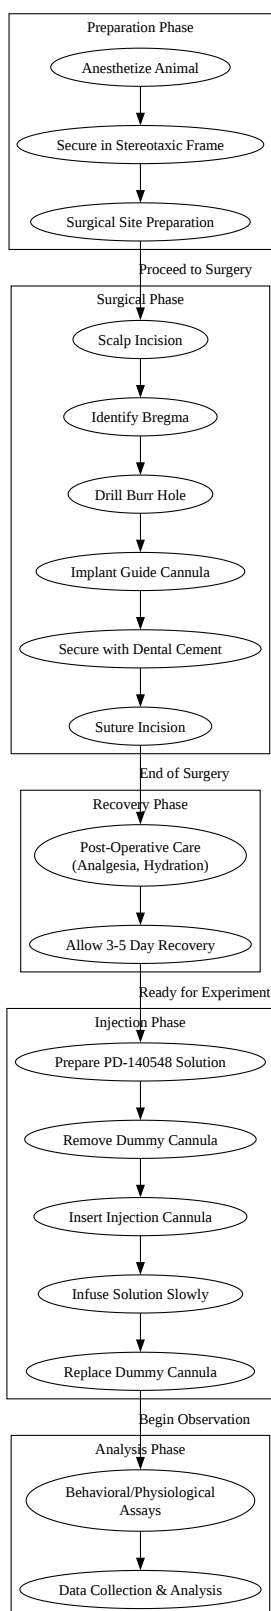 Preparation Phase
Anesthetize Animal
Secure in Stereotaxic Frame
Surgical Site Preparation
Proceed to Surgery
Surgical Phase
Scalp Incision
Identify Bregma
Drill Burr Hole
Implant Guide Cannula
Secure with Dental Cement
Suture Incision
End of Surgery
Recovery Phase
Post-Operative Care
(Analgesia, Hydration)
Allow 3-5 Day Recovery
Ready for Experiment
Injection Phase
Prepare PD-140548 Solution
Remove Dummy Cannula
Insert Injection Cannula
Infuse Solution Slowly
Replace Dummy Cannula
Begin Observation
Analysis Phase
Behavioral/Physiological
Assays
Data Collection & Analysis